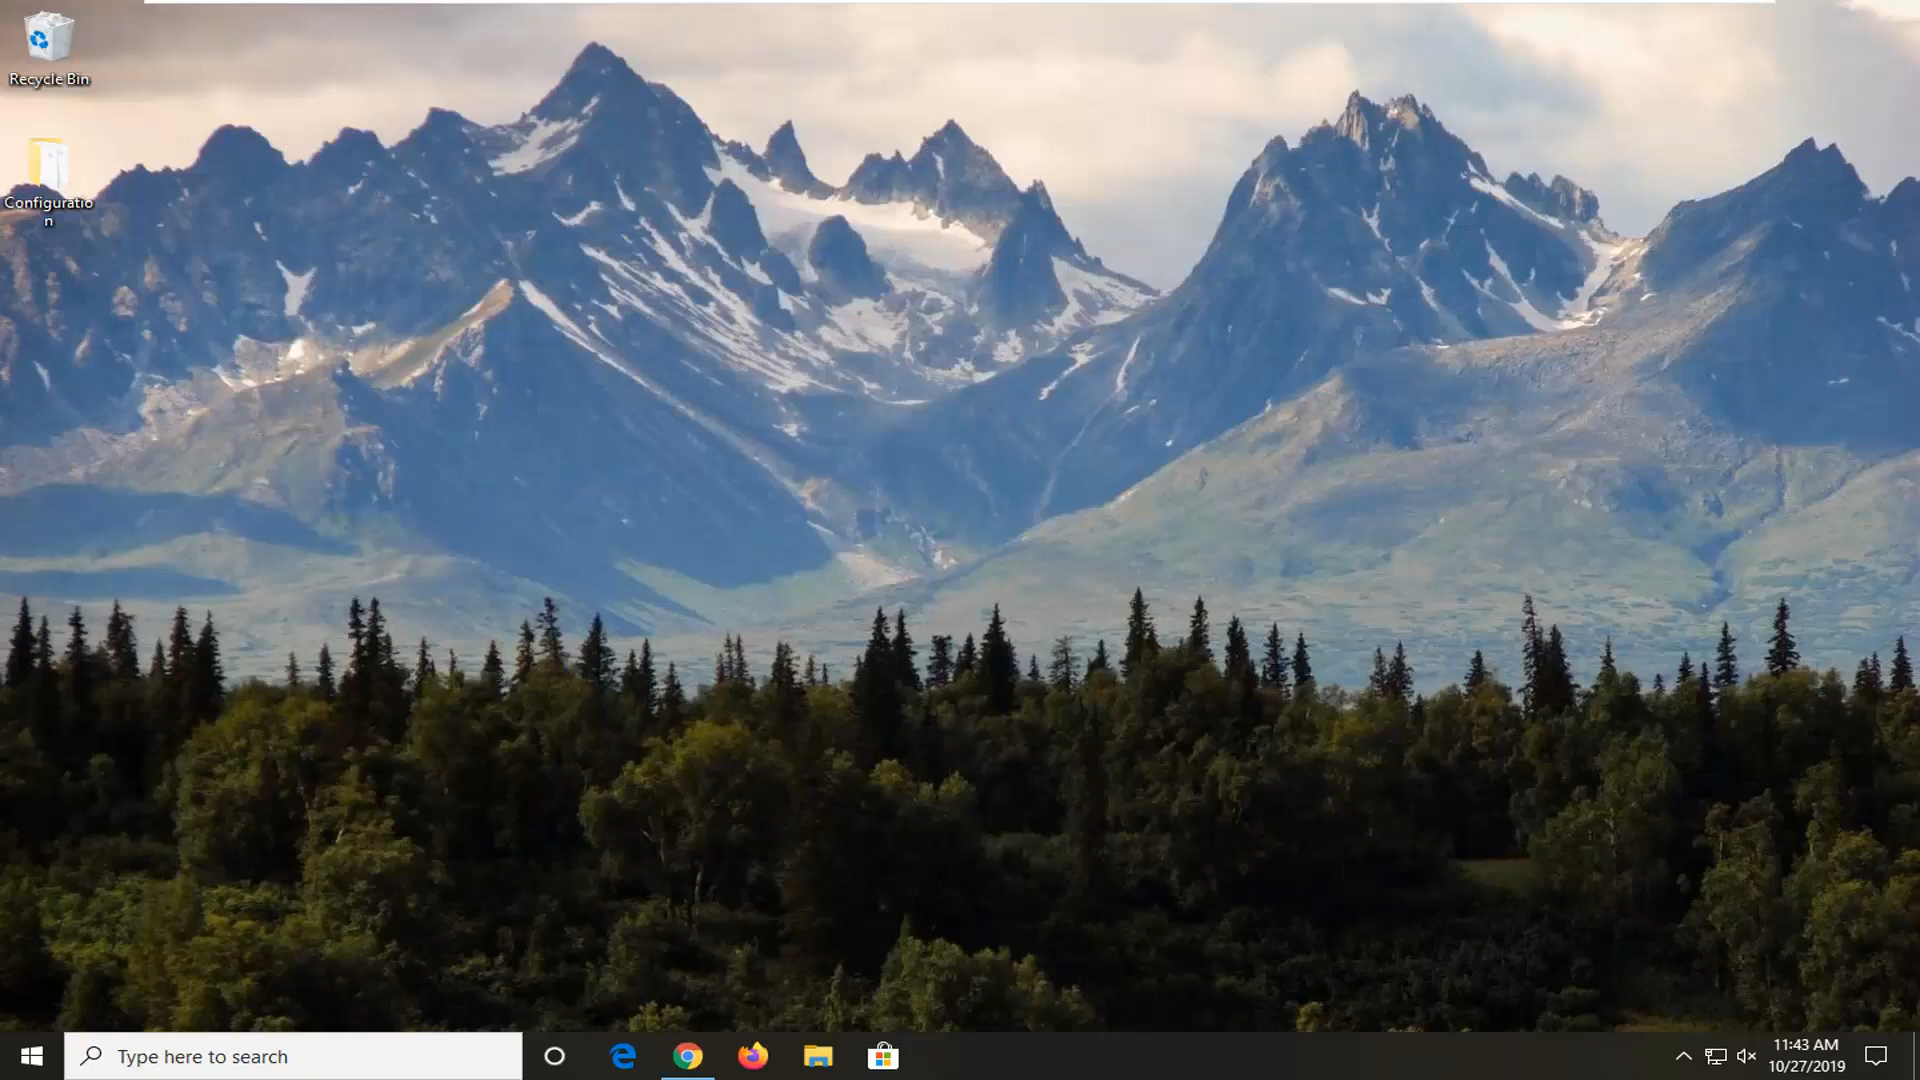 Recycle Bin
Configuratio
n
Type here to search
11:43 AM
10/27/2019